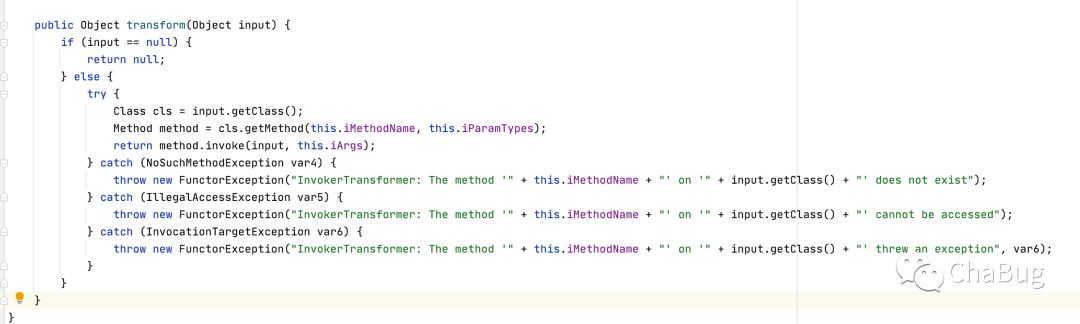 public Object transform(Object input) {
    if (input == null) {
        return null;
    } else {
        try {
            Class cls = input.getClass();
            Method method = cls.getMethod(this.iMethodName, this.iParamTypes);
            return method.invoke(input, this.iArgs);
        } catch (NoSuchMethodException var4) {
            throw new FunctorException("InvokerTransformer: The method '" + this.iMethodName + "' on '" + input.getClass() + "' does not exist");
        } catch (IllegalAccessException var5) {
            throw new FunctorException("InvokerTransformer: The method '" + this.iMethodName + "' on '" + input.getClass() + "' cannot be accessed");
        } catch (InvocationTargetException var6) {
            throw new FunctorException("InvokerTransformer: The method '" + this.iMethodName + "' on '" + input.getClass() + "' threw an exception", var6);
        }
    }
}
}
ChaBug